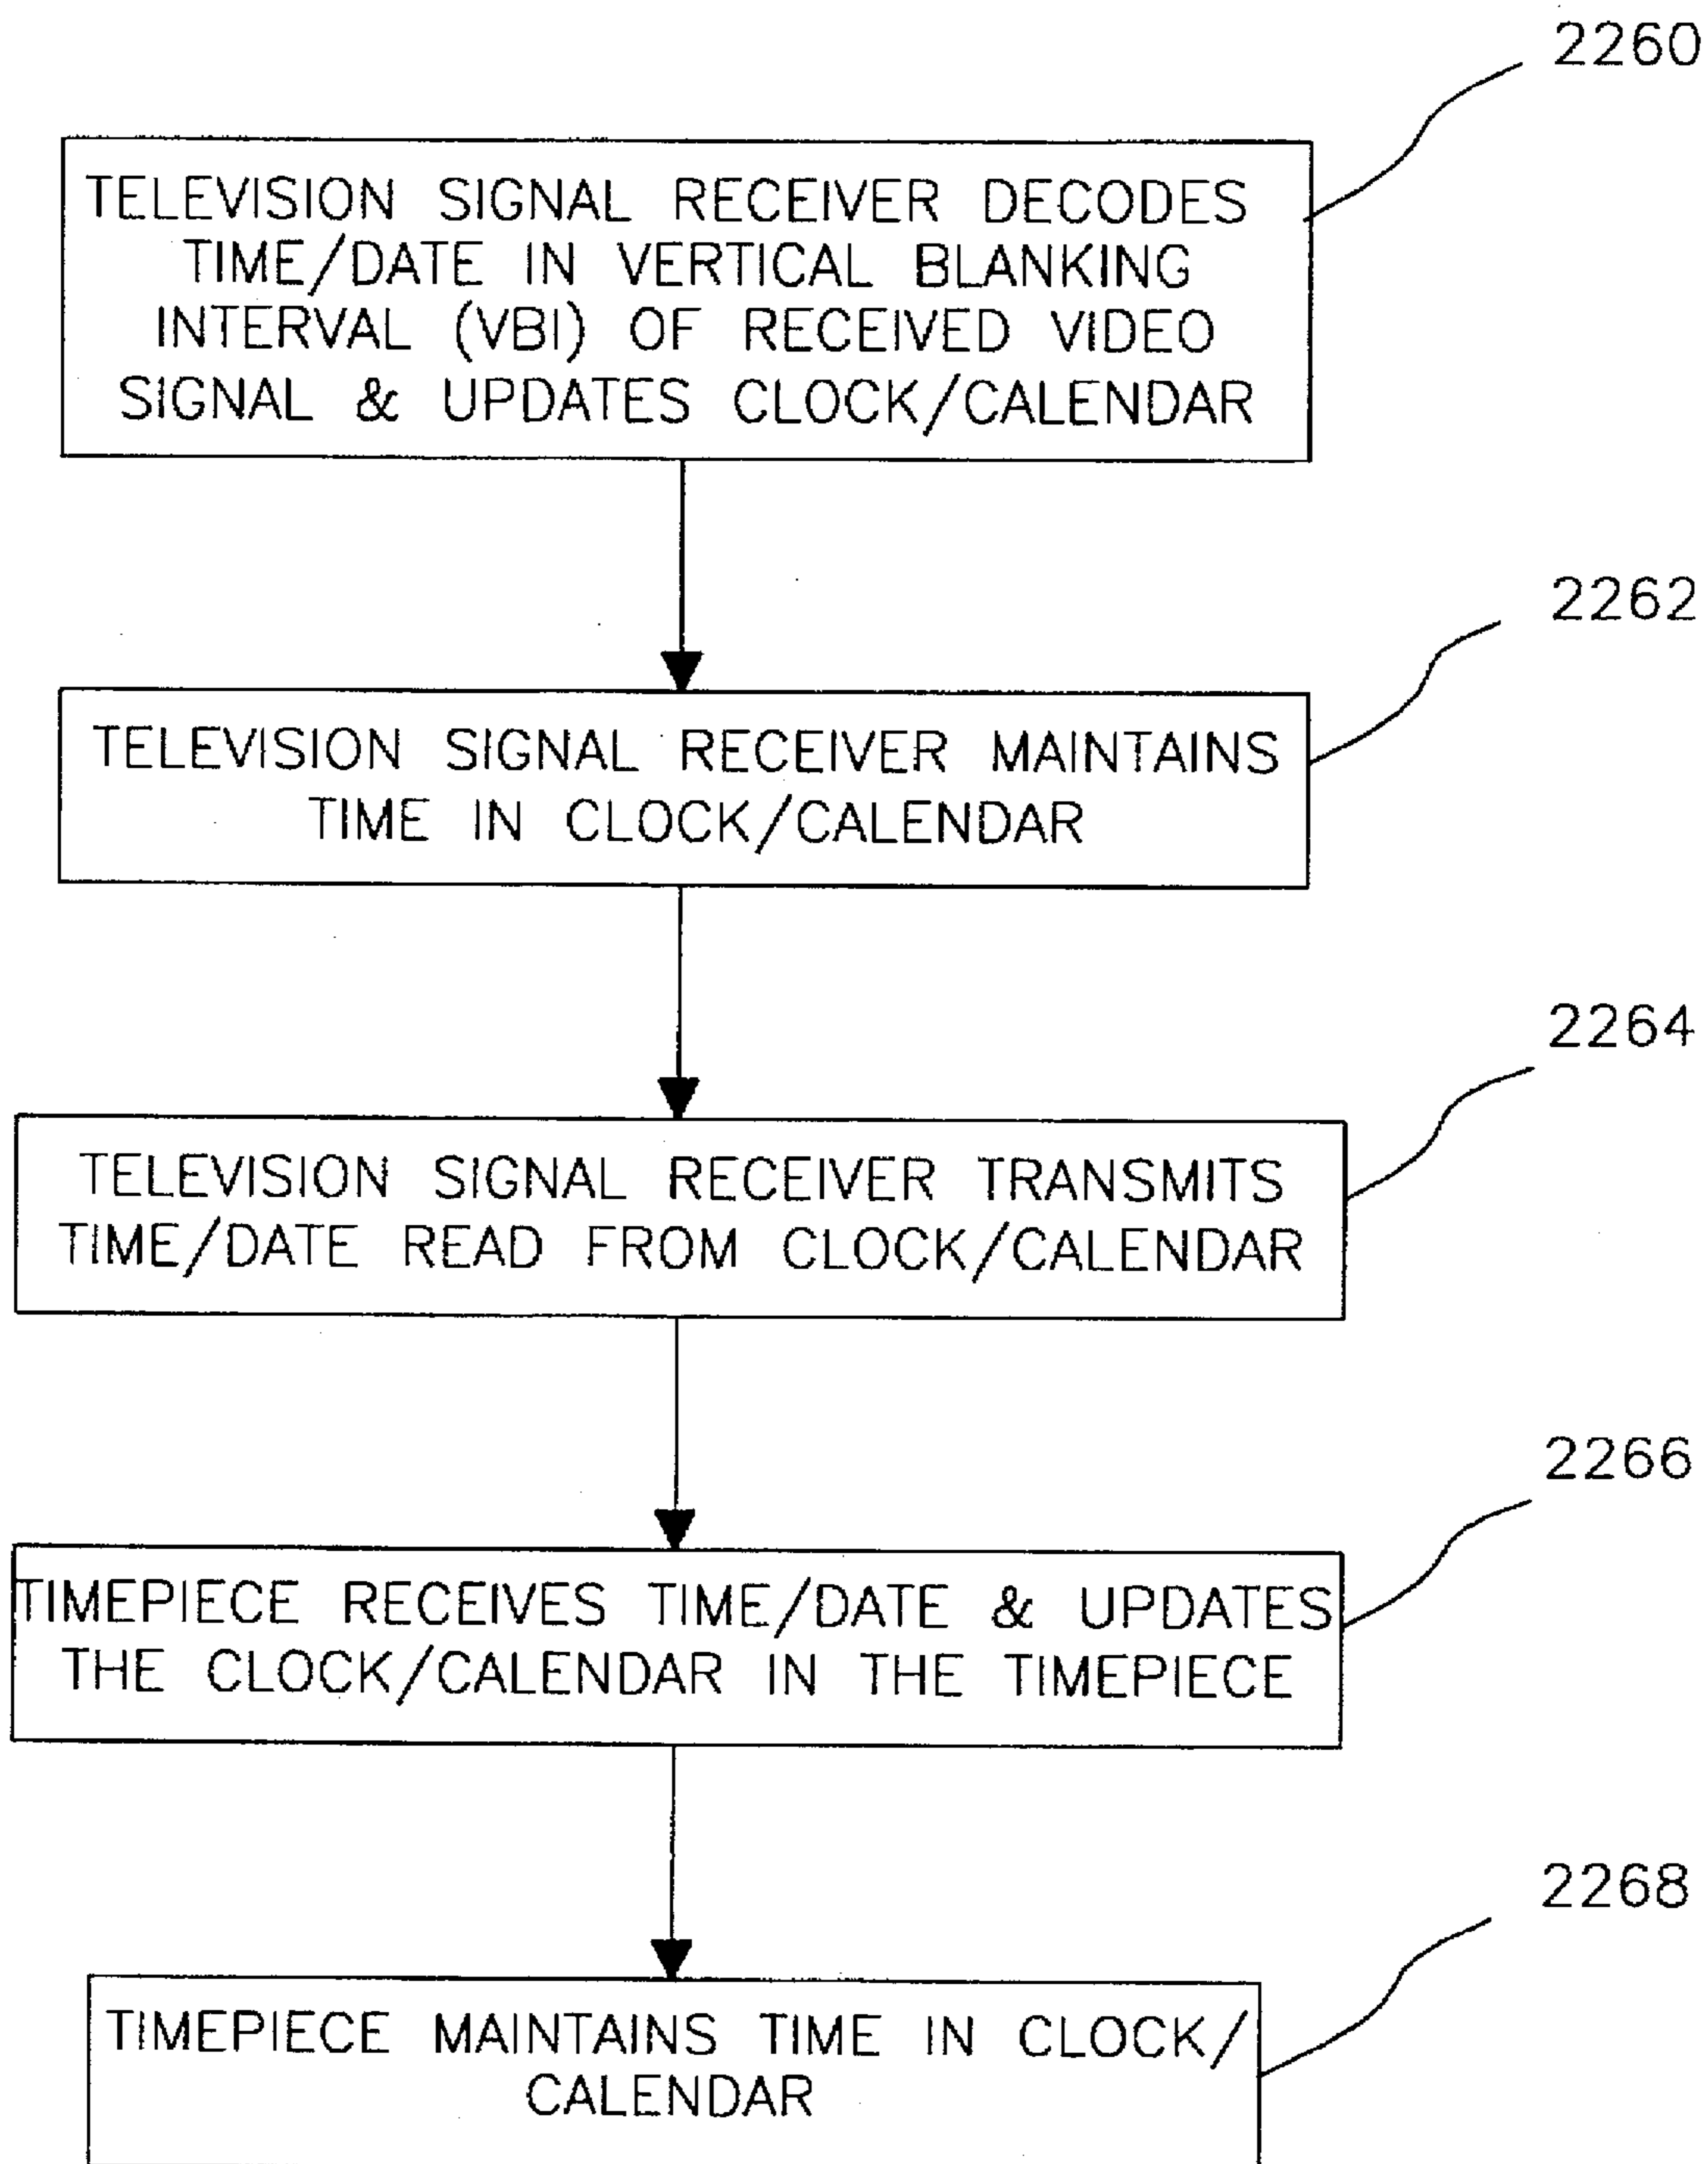 2260
TELEVISION SIGNAL RECEIVER DECODES
TIME/DATE IN VERTICAL BLANKING
INTERVAL (VBI) OF RECEIVED VIDEO
SIGNAL & UPDATES CLOCK/CALENDAR
2262
TELEVISION SIGNAL RECEIVER MAINTAINS
TIME IN CLOCK/CALENDAR
2264
TELEVISION SIGNAL RECEIVER TRANSMITS
TIME/DATE READ FROM CLOCK/CALENDAR
2266
TIMEPIECE RECEIVES TIME/DATE & UPDATES
THE CLOCK/CALENDAR IN THE TIMEPIECE
2268
TIMEPIECE MAINTAINS TIME IN CLOCK/
CALENDAR